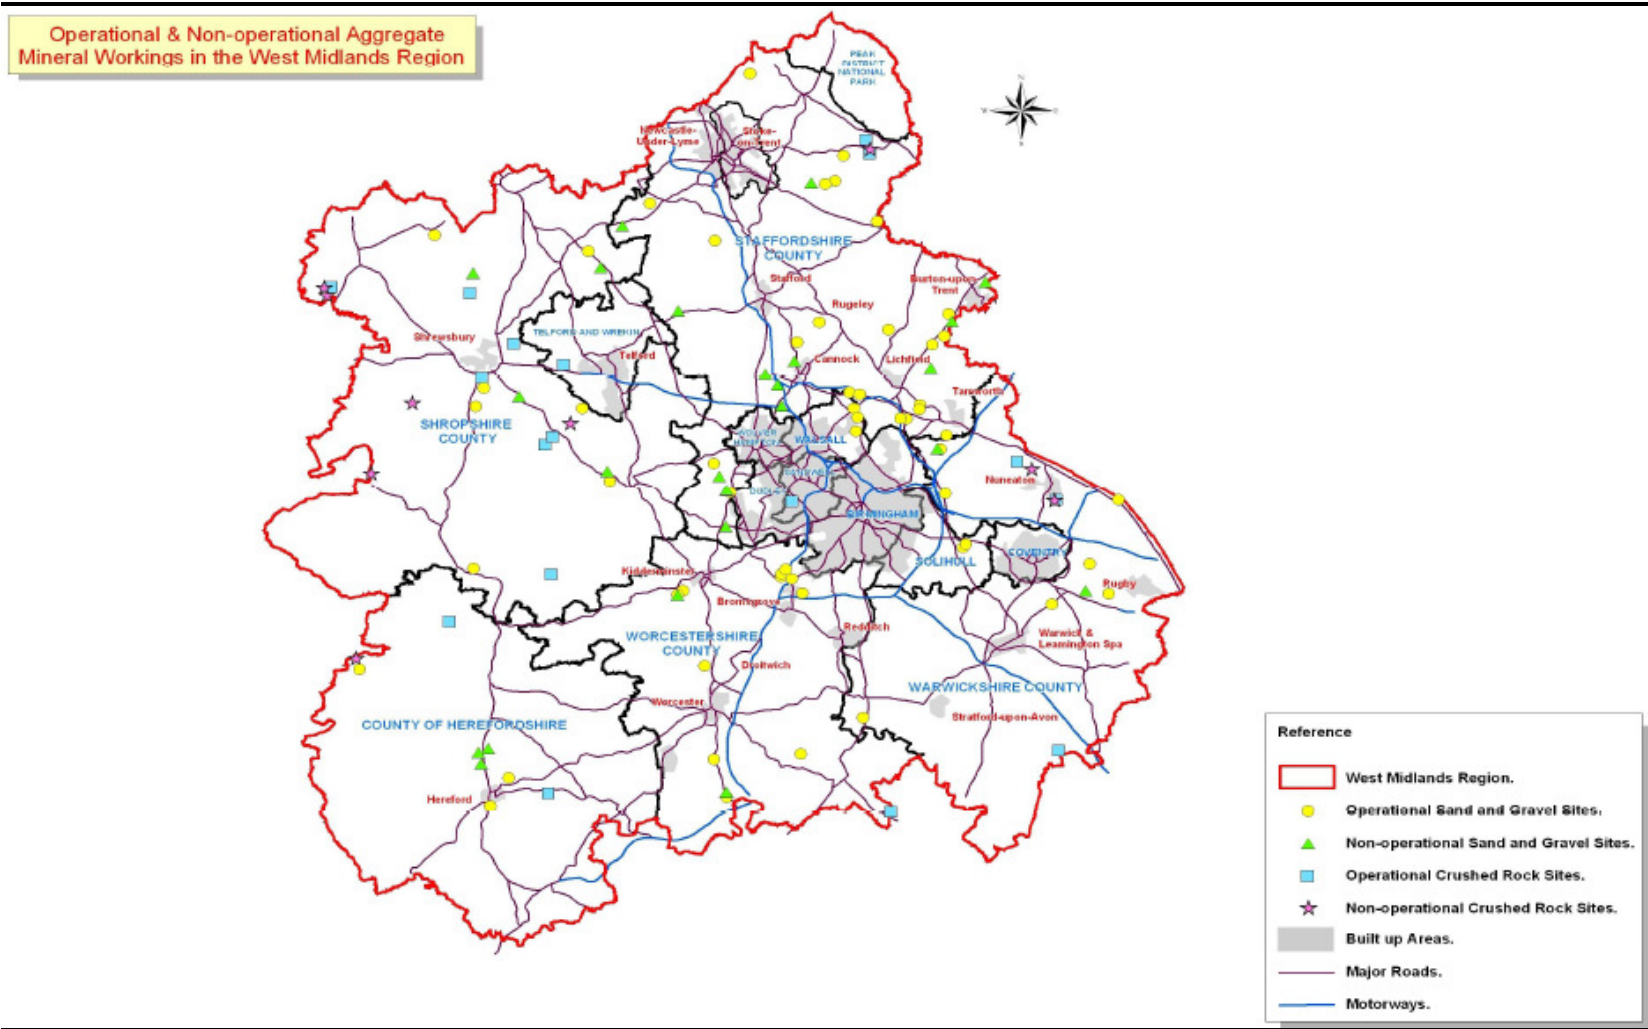 Operational & Non-operational Aggregate
Mineral Workings in the West Midlands Region
PEAK
DISTRICT
NATIONAL
PARK
N
W
E
S
Newcastle-
Under-Lyme
Stoke-
on-Trent
STAFFORDSHIRE
COUNTY
Stafford
Burton-upon-
Trent
Rugeley
Shrewsbury
TELFORD AND WREKIN
Telford
Cannock
Lichfield
Tamworth
SHROPSHIRE
COUNTY
WALSALL
DUDLEY
Nuneaton
BIRMINGHAM
SOLIHULL
COVENTRY
Kidderminster
Rugby
Bromsgrove
Redditch
WORCESTERSHIRE
COUNTY
Warwick &
Leamington Spa
Droitwich
WARWICKSHIRE COUNTY
Worcester
Stratford-upon-Avon
COUNTY OF HEREFORDSHIRE
Hereford
Reference
West Midlands Region.
Operational Sand and Gravel Sites.
Non-operational Sand and Gravel Sites.
Operational Crushed Rock Sites.
Non-operational Crushed Rock Sites.
Built up Areas.
Major Roads.
Motorways.